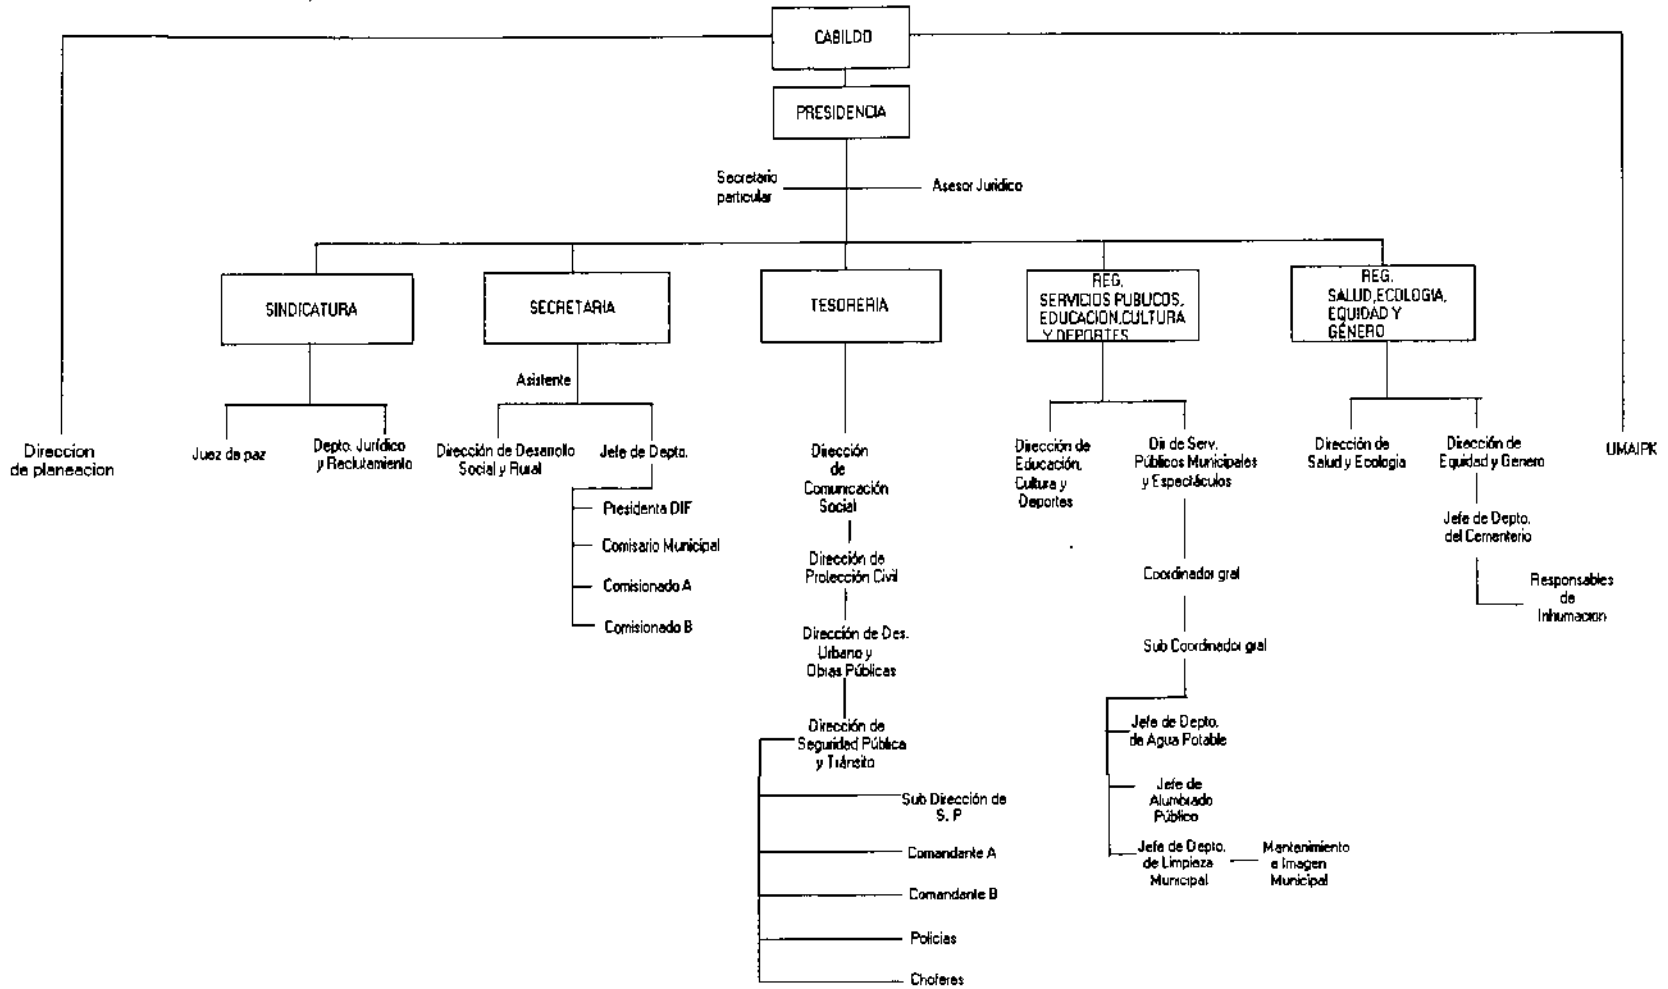 CABILDO
PRESIDENCIA
Secretario
particular
Asesor Jurídico
SINDICATURA
SECRETARIA
TESORERIA
REG.
SERVICIOS PUBLICOS,
EDUCACION,CULTURA
Y DEPORTES
REG.
SALUD,ECOLOGIA,
EQUIDAD Y
GÉNERO
Asistente
Direccion
de planeacion
Juez de paz
Depto. Jurídico
y Reclutamiento
Dirección de Desarrollo
Social y Rural
Jefe de Depto.
Presidenta DIF
Comisario Municipal
Comisionado A
Comisionado B
Dirección
de
Comunicación
Social
Dirección de
Protección Civil
Dirección de Des.
Urbano y
Obras Públicas
Dirección de
Seguridad Pública
y Tránsito
Sub Dirección de
S. P
Comandante A
Comandante B
Policias
Choferes
Dirección de
Educación,
Cultura y
Deportes
Dir de Serv.
Públicos Municipales
y Espectáculos
Coordinador gral
Sub Coordinador gral
Jefe de Depto.
de Agua Potable
Jefe de
Alumbrado
Público
Jefe de Depto.
de Limpieza
Municipal
Mantenimiento
e Imagen
Municipal
Dirección de
Salud y Ecologia
Dirección de
Equidad y Genero
Jefe de Depto.
del Cementerio
Responsables
de
Inhumacion
UMAIPK